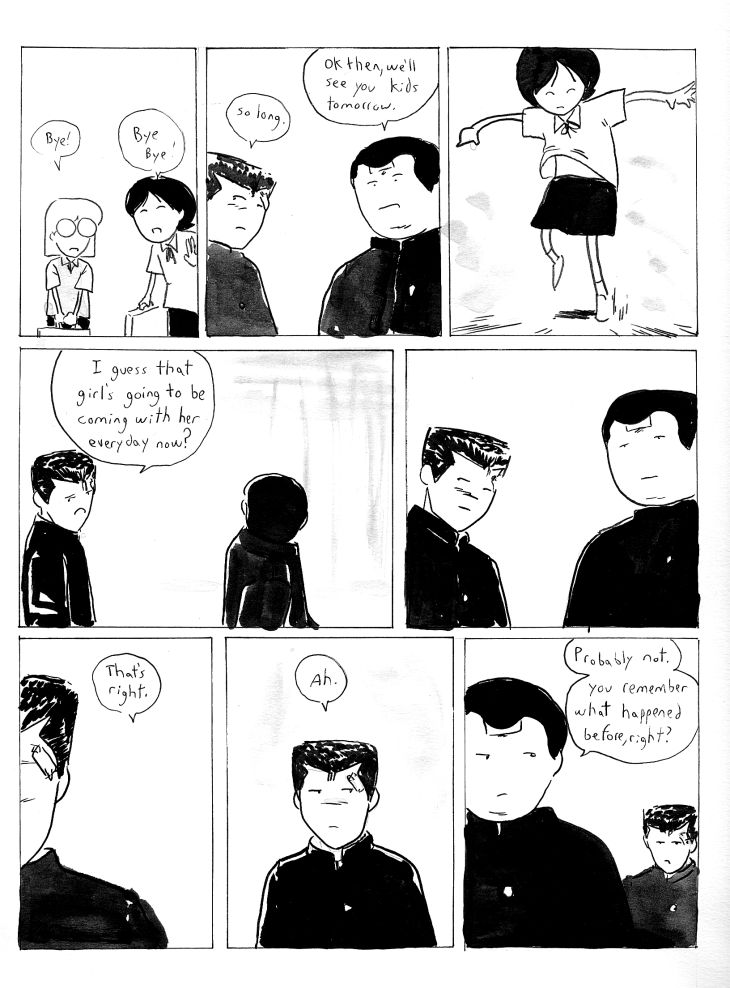 Bye!
Bye
Bye!
so long.
Ok then, we'll
see you kids
tomorrow.
I guess that
girl's going to be
coming with her
everyday now?
That's
right.
Ah.
Probably not.
you remember
what happened
before, right?